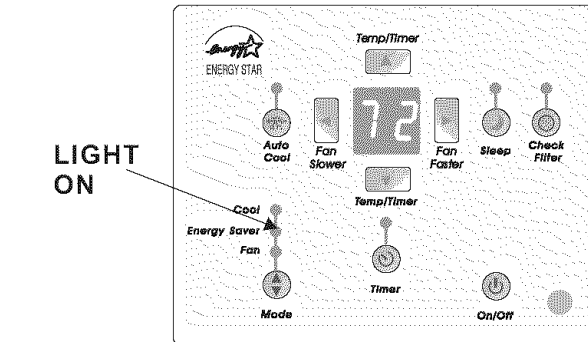 Temp/Timer
energy
ENERGY STAR
72
Auto
Cool
Fan
Slower
Fan
Faster
Sleep
Check
Filter
LIGHT
ON
Temp/Timer
Cool
Energy Saver
Fan
Mode
Timer
On/Off